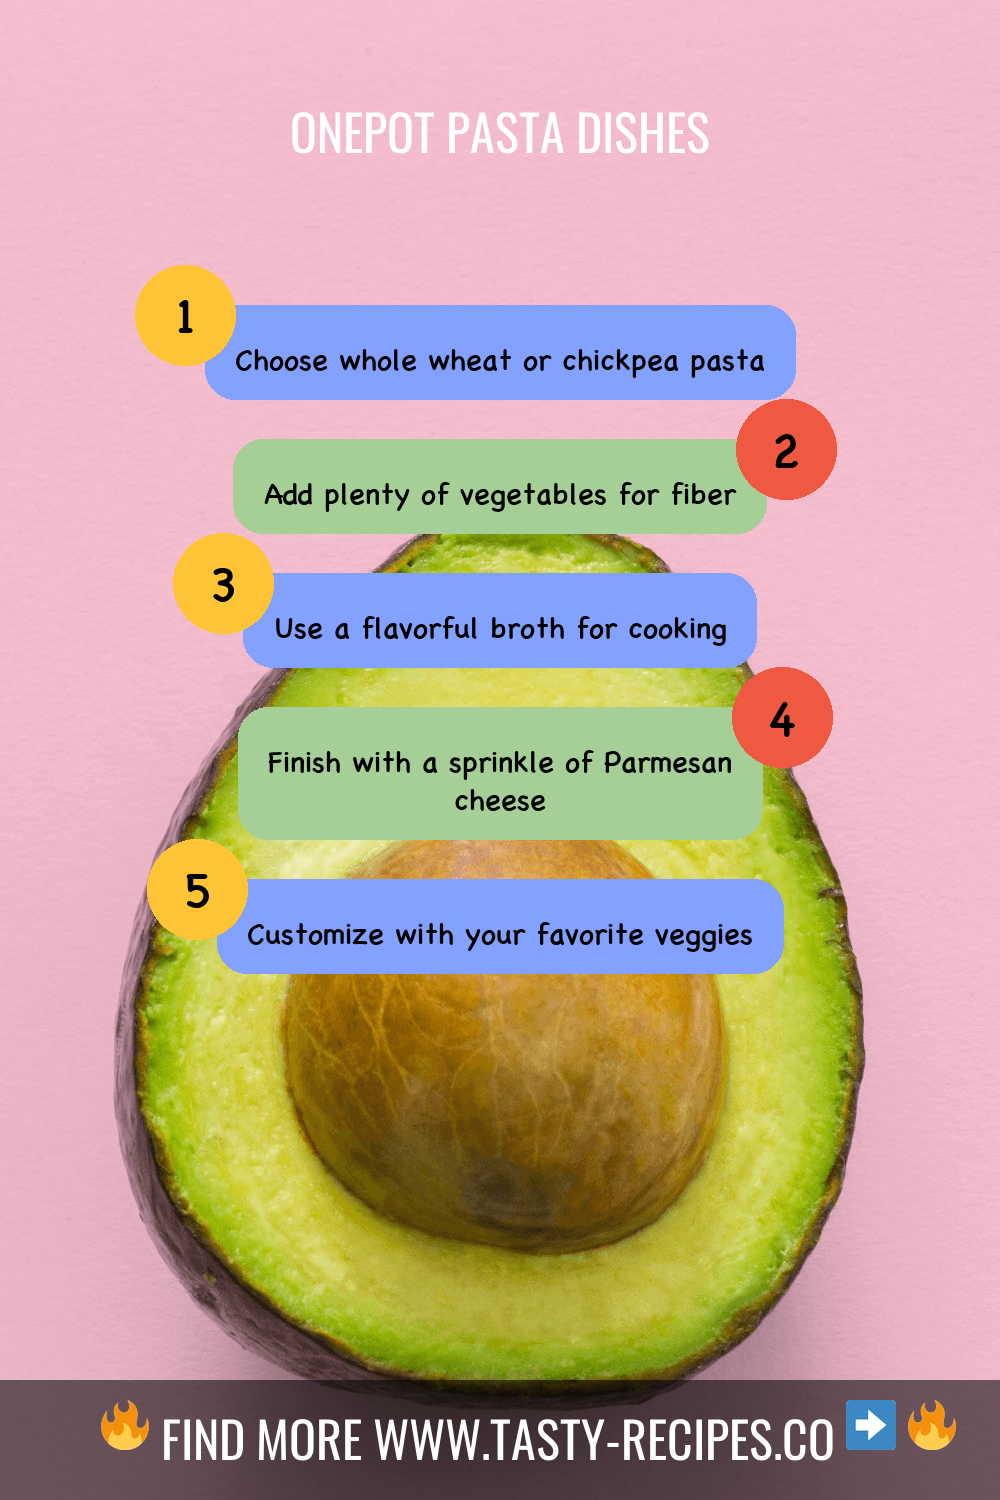 ONEPOT PASTA DISHES
1
Choose whole wheat or chickpea pasta
2
Add plenty of vegetables for fiber
3
Use a flavorful broth for cooking
4
Finish with a sprinkle of Parmesan
cheese
5
Customize with your favorite veggies
🔥 FIND MORE WWW.TASTY-RECIPES.CO ➡️ 🔥